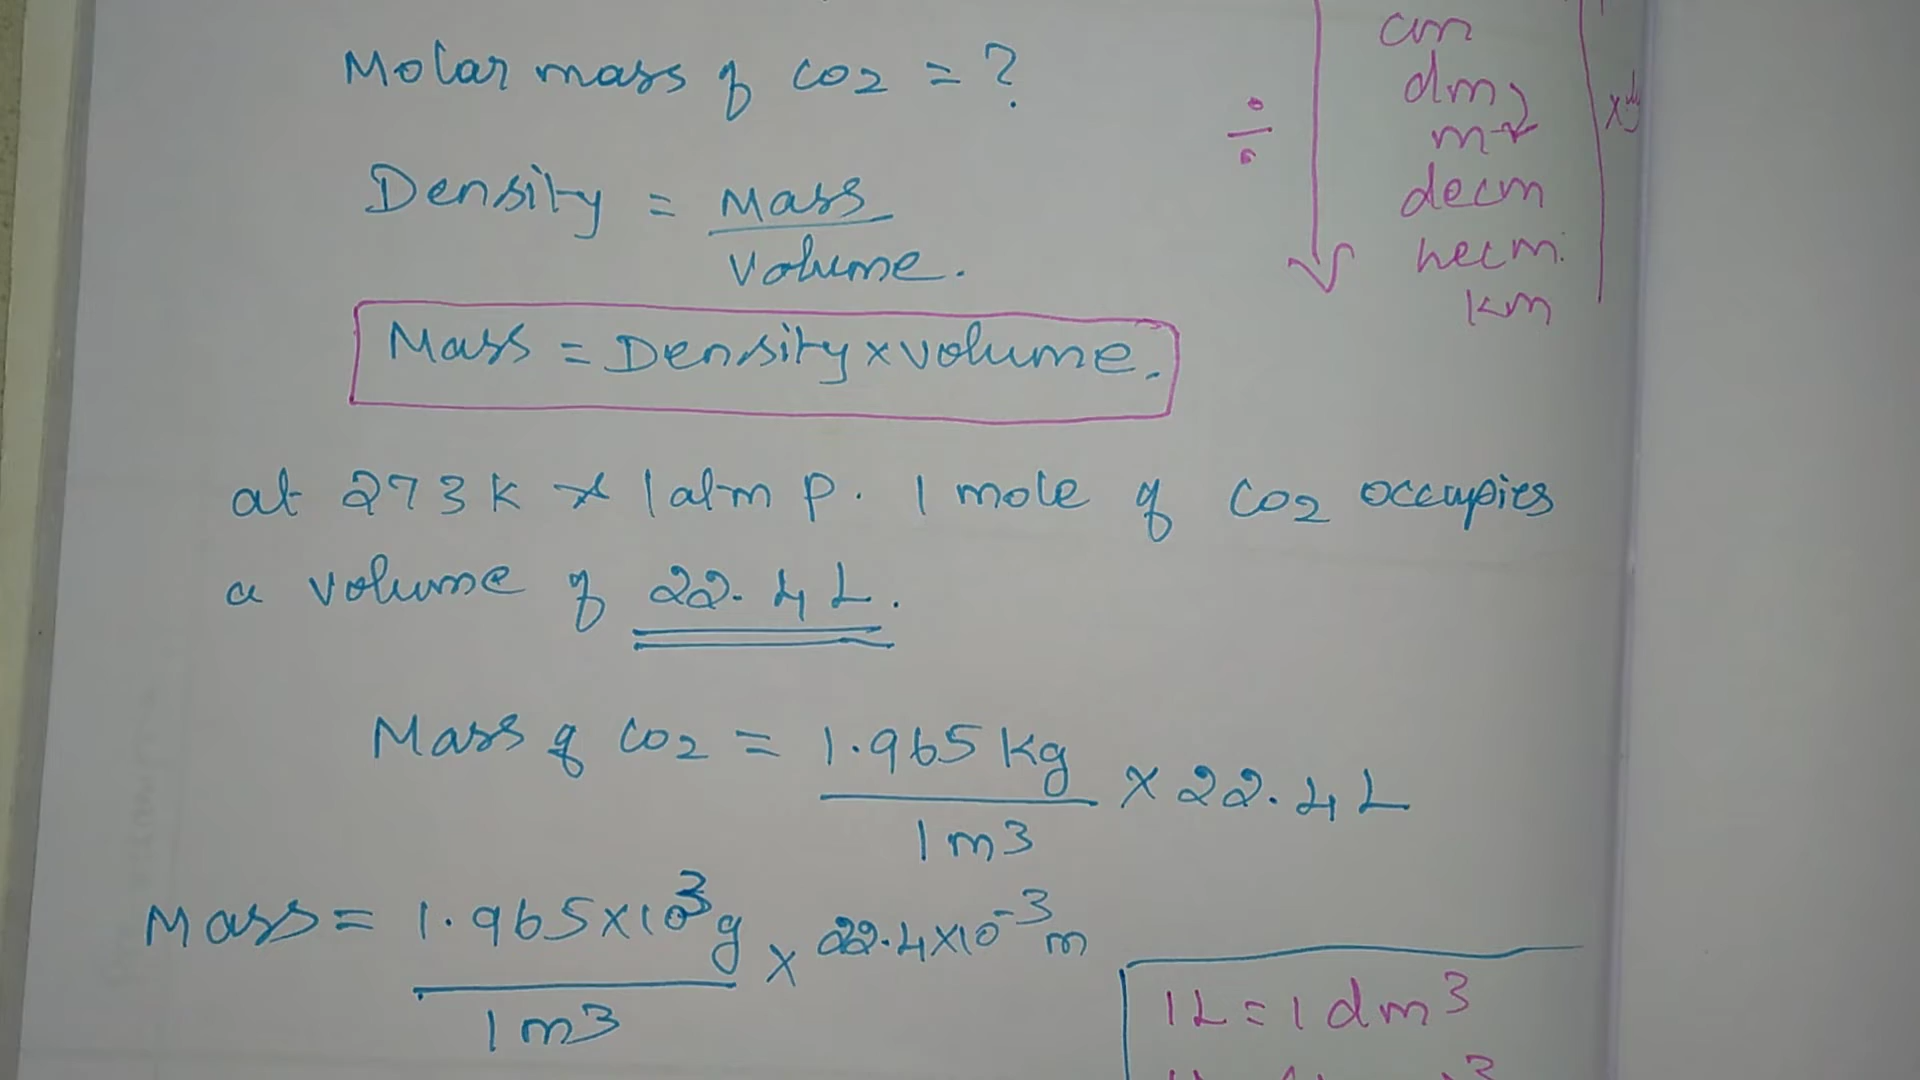 Molar mass of CO2 = ?
Density = Mass
Volume.
Mass = Density x volume.
at 273 K & 1 atm P. 1 mole of CO2 occupies
a volume of 22.4 L.
Mass of CO2 = 1.965 Kg x 22.4 L
1 m3
Mass = 1.965 x 10³ g x 22.4 x 10⁻³ m
1 m3
cm
dm
m
decm
hecm.
km
÷
1L = 1 dm³